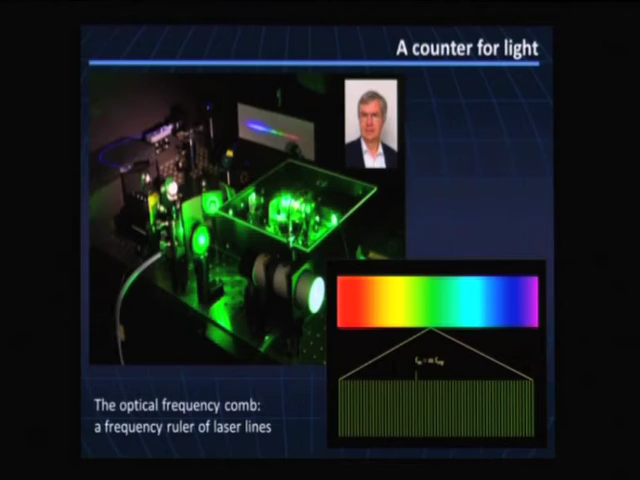 A counter for light
The optical frequency comb:
a frequency ruler of laser lines